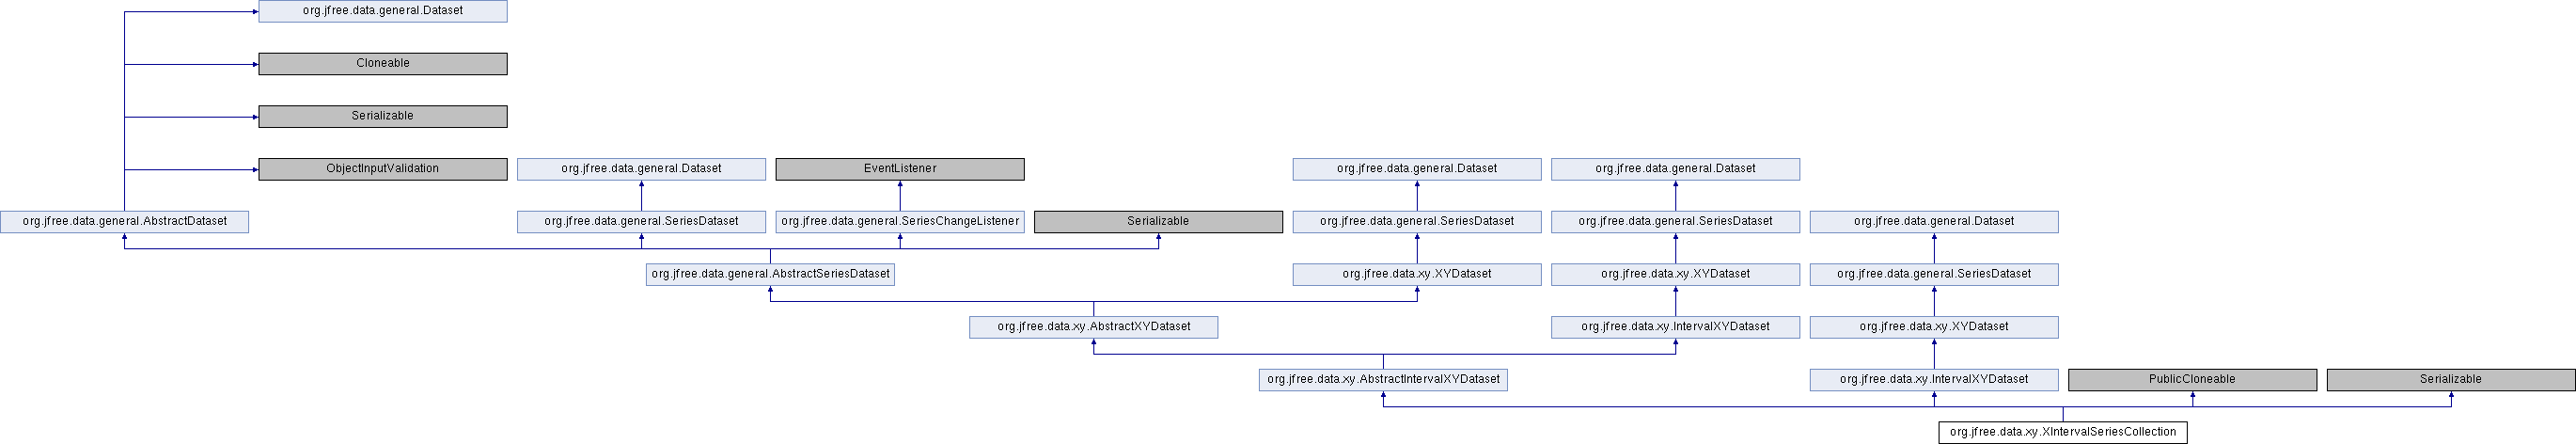 org.jfree.data.general.Dataset
Cloneable
Serializable
ObjectInputValidation
org.jfree.data.general.Dataset
EventListener
org.jfree.data.general.Dataset
org.jfree.data.general.Dataset
org.jfree.data.general.AbstractDataset
org.jfree.data.general.SeriesDataset
org.jfree.data.general.SeriesChangeListener
Serializable
org.jfree.data.general.SeriesDataset
org.jfree.data.general.SeriesDataset
org.jfree.data.general.Dataset
org.jfree.data.general.AbstractSeriesDataset
org.jfree.data.xy.XYDataset
org.jfree.data.xy.XYDataset
org.jfree.data.general.SeriesDataset
org.jfree.data.xy.AbstractXYDataset
org.jfree.data.xy.IntervalXYDataset
org.jfree.data.xy.XYDataset
org.jfree.data.xy.AbstractIntervalXYDataset
org.jfree.data.xy.IntervalXYDataset
PublicCloneable
Serializable
org.jfree.data.xy.XIntervalSeriesCollection